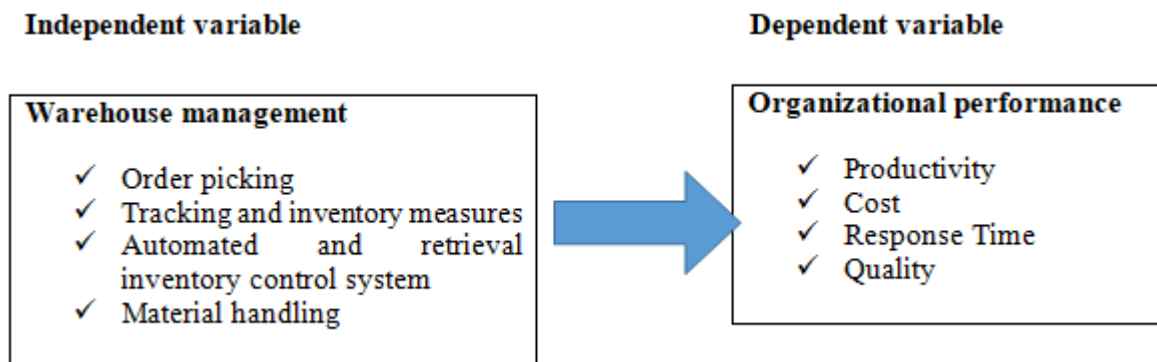 Independent variable
Dependent variable
Warehouse management
✓ Order picking
✓ Tracking and inventory measures
✓ Automated and retrieval
inventory control system
✓ Material handling
Organizational performance
✓ Productivity
✓ Cost
✓ Response Time
✓ Quality